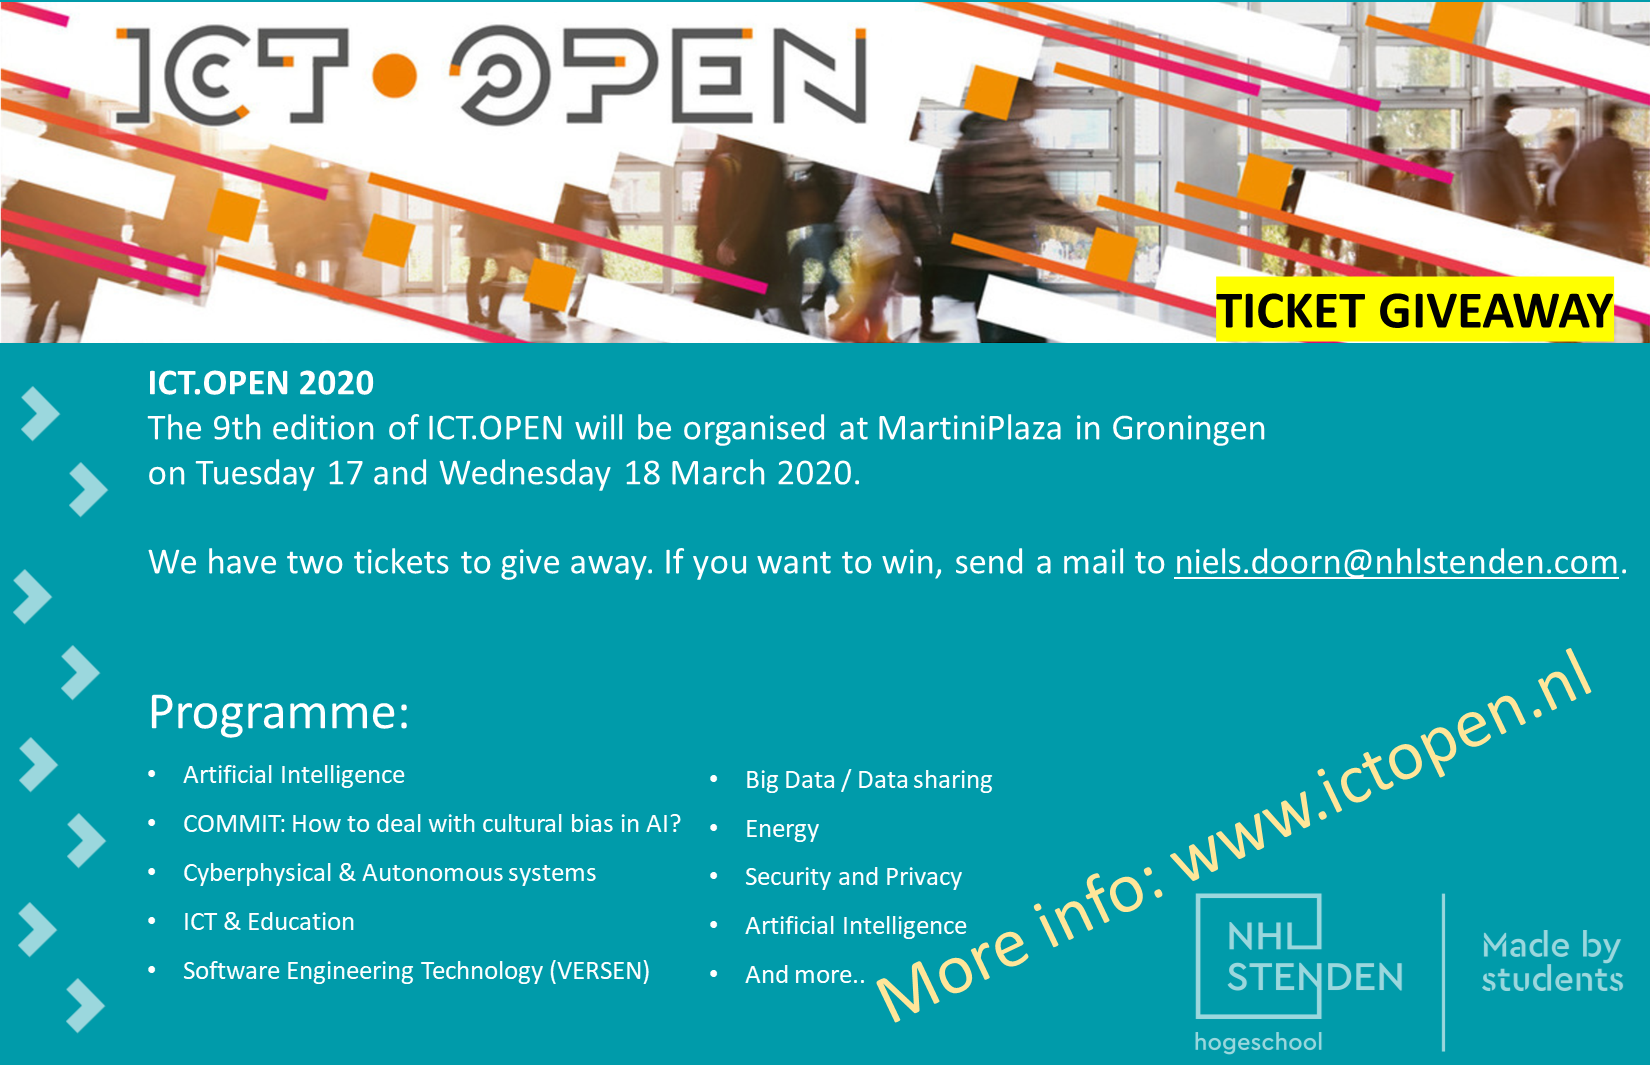 ICT•OPEN
TICKET GIVEAWAY
ICT.OPEN 2020
The 9th edition of ICT.OPEN will be organised at MartiniPlaza in Groningen
on Tuesday 17 and Wednesday 18 March 2020.
We have two tickets to give away. If you want to win, send a mail to niels.doorn@nhlstenden.com.
Programme:
• Artificial Intelligence
• COMMIT: How to deal with cultural bias in AI?
• Cyberphysical & Autonomous systems
• ICT & Education
• Software Engineering Technology (VERSEN)
• Big Data / Data sharing
• Energy
• Security and Privacy
• Artificial Intelligence
• And more..
More info: www.ictopen.nl
NHL
STENDEN
hogeschool
Made by
students